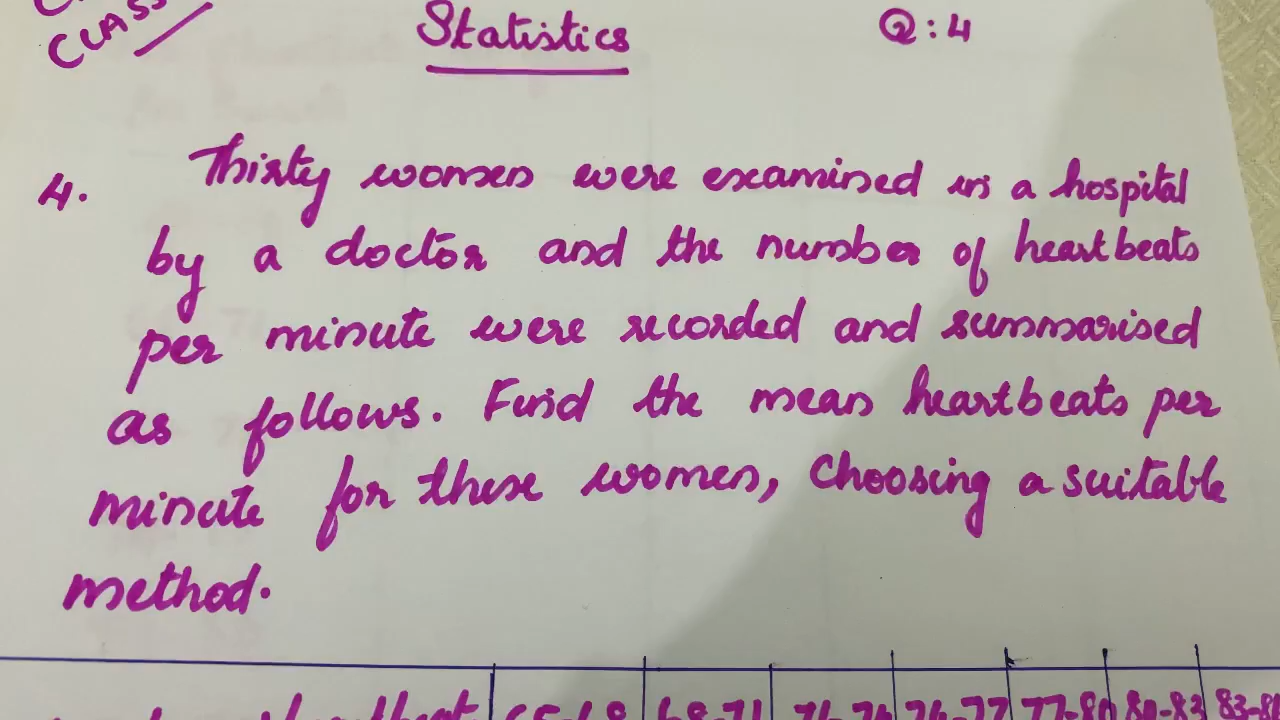 CLASS
Statistics
Q:4
4. Thirty women were examined in a hospital
by a doctor and the number of heartbeats
per minute were recorded and summarised
as follows. Find the mean heartbeats per
minute for these women, Choosing a suitable
method.
65-68 68-71 71-74 74-77 77-80 80-83